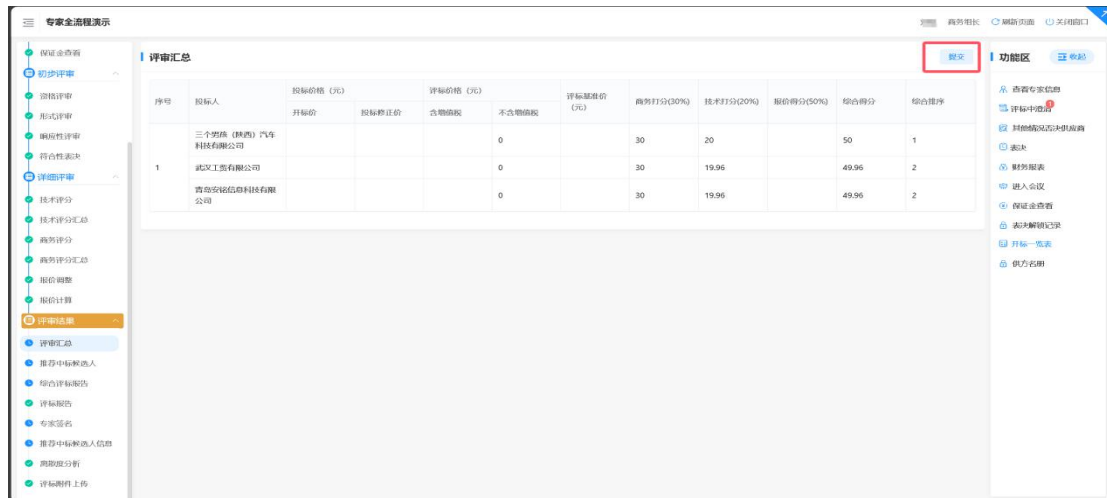 专家全流程演示
商务组长 刷新页面 关闭窗口
保证金查看
初步评审
资格评审
形式评审
响应性评审
符合性表决
详细评审
技术评分
技术评分汇总
商务评分
商务评分汇总
报价调整
报价计算
评审结果
评审汇总
推荐中标候选人
综合评标报告
评标报告
专家签名
推荐中标候选人信息
离散度分析
评标附件上传
评审汇总 提交
序号 投标人 投标价格（元） 评标价格（元） 评标基准价（元） 商务打分(30%) 技术打分(20%) 报价得分(50%) 综合得分 综合排序
开标价 投标修正价 含增值税 不含增值税
三个男孩（陕西）汽车科技有限公司 0 30 20 50 1
1 武汉工贸有限公司 0 30 19.96 49.96 2
青岛安铭信息科技有限公司 0 30 19.96 49.96 2
功能区 收起
查看专家信息
评标中澄清
其他情况否决供应商
表决
财务报表
进入会议
保证金查看
表决解锁记录
开标一览表
供方名册